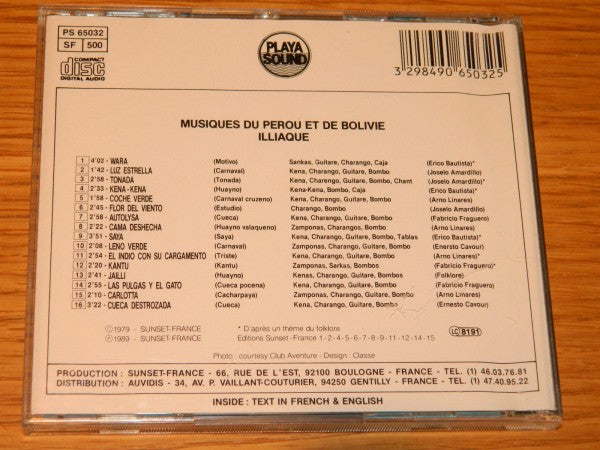 PS 65032
SF 500
COMPACT
disc
DIGITAL AUDIO
PLAYA
SOUND
3 298490 650325
MUSIQUES DU PEROU ET DE BOLIVIE
ILLIAQUE
1 4'02 - WARA (Motivo) Sankas, Guitare, Charango, Caja (Erico Bautista)*
2 1'42 - LUZ ESTRELLA (Carnaval) Kena, Charango, Guitare, Bombo (Joselo Amardillo)
3 2'58 - TONADA (Tonada) Kena, Charengo, Guitare, Bombo, Chant (Joselo Amardillo)*
4 2'33 - KENA-KENA (Huayno) Kena-Kena, Bombo, Caja (Erico Bautista)*
5 1'58 - COCHE VERDE (Carnaval cruzeno) Kena, Charango, Guitare, Bombo (Arno Linares)
6 2'45 - FLOR DEL VIENTO (Estudio) Charango, Bombo (Joselo Amardillo)
7 2'58 - AUTOLYSA (Cueca) Kena, Charango, Guitare, Bombo (Fabricio Fraguero)
8 2'22 - CAMA DESHECHA (Huayno valaqueno) Zamponas, Charangos, Bombo (Arno Linares)
9 3'51 - SAYA (Saya) Kena, Charango, Guitare, Bombo, Tablas (Erico Bautista)*
10 2'08 - LENO VERDE (Carnaval) Zamponas, Charango, Guitare, Bombo (Ernesto Cavour)
11 2'54 - EL INDIO CON SU CARGAMENTO (Triste) Kena, Charango, Guitare, Bombo (Arno Linares)*
12 2'20 - KANTU (Kantu) Zamponas, Sarkas, Bombos (Fabricio Fraguero)*
13 2'41 - JAILLI (Huayno) Kenas, Charango, Guitare, Bombos (Folklore)
14 2'55 - LAS PULGAS Y EL GATO (Cueca pocena) Kena, Charango, Guitare, Bombo (Fabricio Fraguero)
15 2'10 - CARLOTTA (Cacharpaya) Zamponas, Charango, Guitare, Bombo (Arno Linares)
16 3'22 - CUECA DESTROZADA (Cueca) Kena, Charango, Guitare, Bombo (Ernesto Cavour)
Ⓒ 1979 - SUNSET-FRANCE * D'après un thème du folklore
Ⓟ 1989 - SUNSET-FRANCE Editions Sunset-France 1-2-4-5-6-7-8-9-11-12-14-15
LC 8191
Photo : courtesy Club Aventure - Design : Classe
PRODUCTION : SUNSET-FRANCE - 66, RUE DE L'EST, 92100 BOULOGNE - FRANCE TEL. (1) 46.03.76.81
DISTRIBUTION : AUVIDIS - 34, AV. P. VAILLANT-COUTURIER, 94250 GENTILLY - FRANCE TEL. (1) 47.40.95.22
INSIDE : TEXT IN FRENCH & ENGLISH